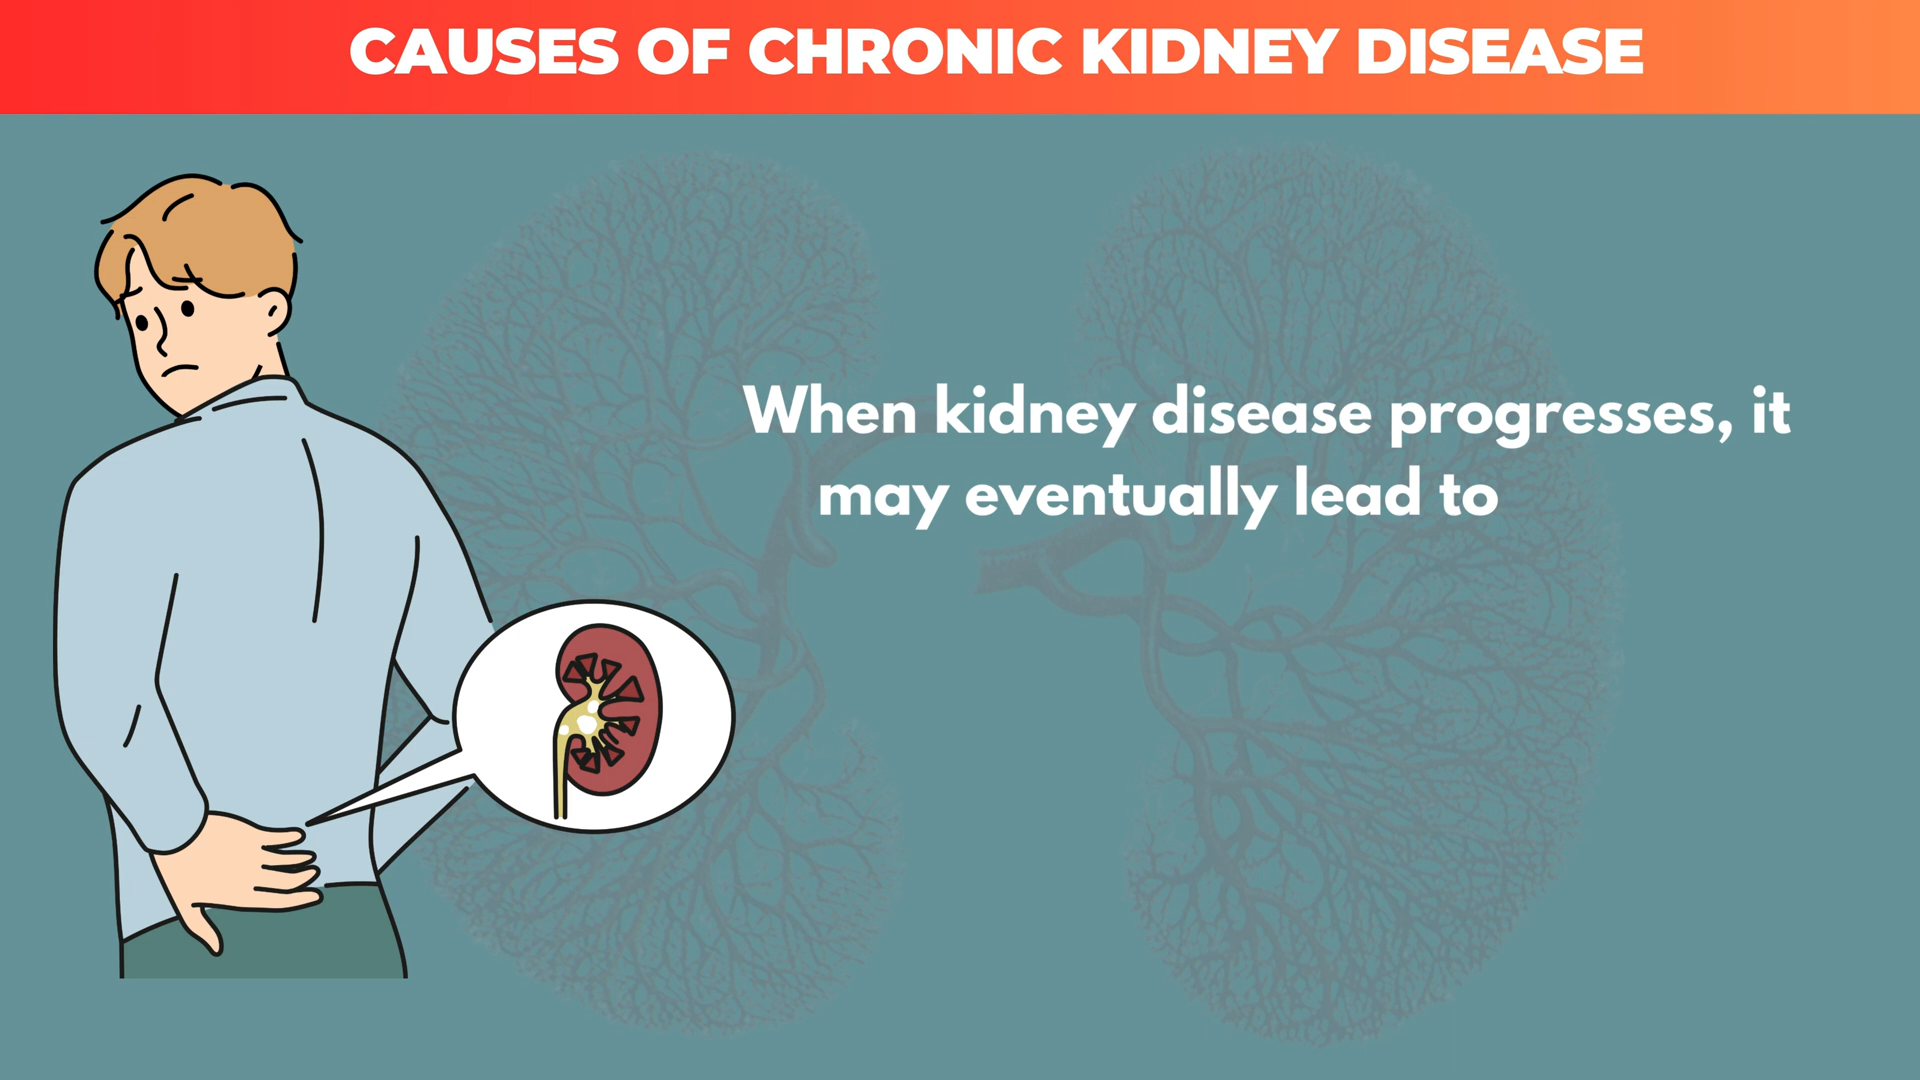 CAUSES OF CHRONIC KIDNEY DISEASE
When kidney disease progresses, it
may eventually lead to